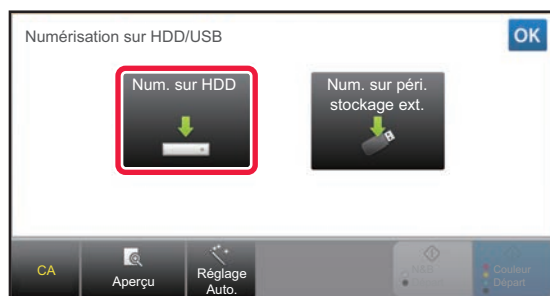 Numérisation sur HDD/USB
OK
Num. sur HDD
Num. sur péri.
stockage ext.
CA
Aperçu
Réglage
Auto.
N&B
Départ
Couleur
Départ